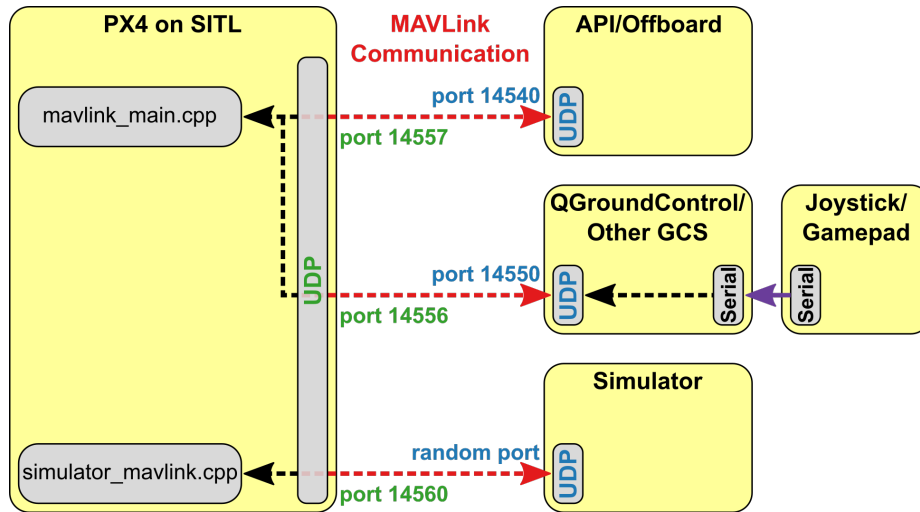 PX4 on SITL
MAVLink
Communication
API/Offboard
mavlink_main.cpp
port 14540
port 14557
UDP
QGroundControl/
Other GCS
Joystick/
Gamepad
UDP
port 14550
port 14556
UDP
Serial
Serial
Simulator
simulator_mavlink.cpp
random port
port 14560
UDP